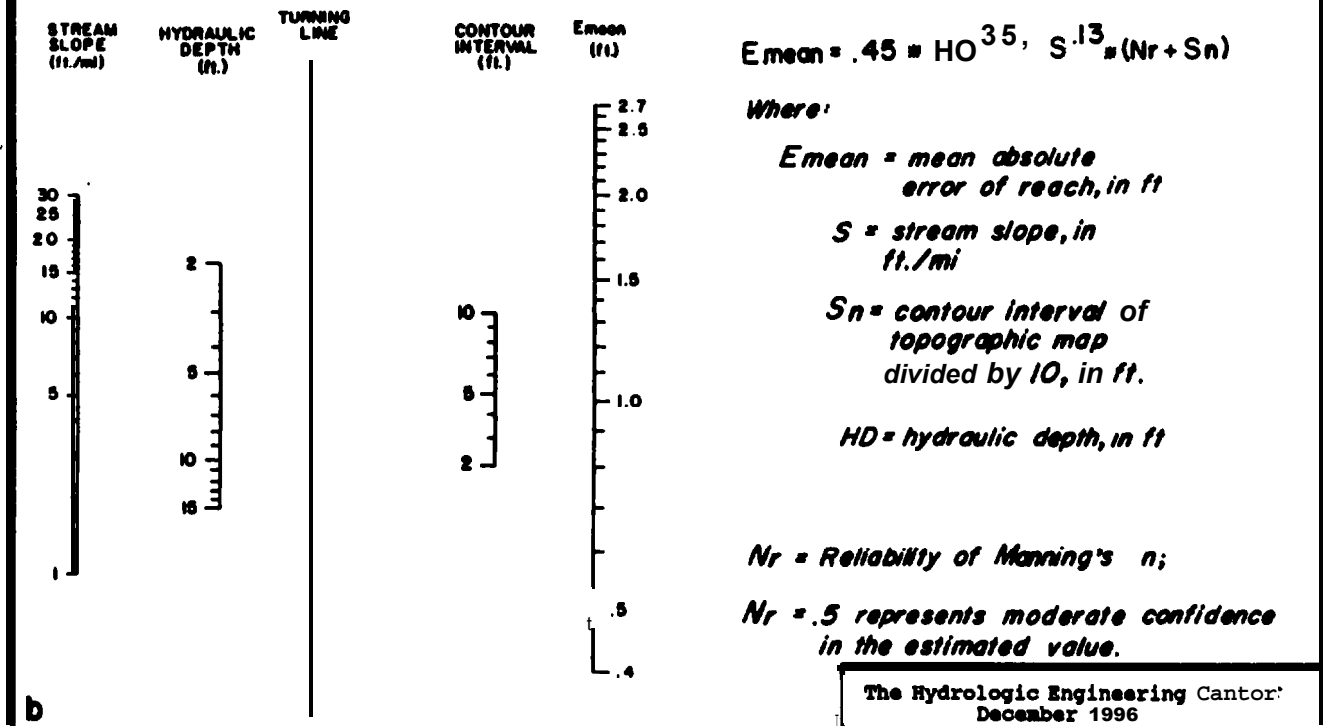 STREAM SLOPE (ft./mi)
HYDRAULIC DEPTH (ft.)
TURNING LINE
CONTOUR INTERVAL (ft.)
Emean (ft.)
30
25
20
15
10
5
1
2
5
10
15
10
5
2
2.7
2.5
2.0
1.5
1.0
.5
.4
Emean = .45 * HO^35, S^.13 * (Nr + Sn)
Where:
Emean = mean absolute
error of reach, in ft
S = stream slope, in
ft./mi
Sn = contour interval of
topographic map
divided by 10, in ft.
HD = hydraulic depth, in ft
Nr = Reliability of Manning's n;
Nr = .5 represents moderate confidence
in the estimated value.
b
The Hydrologic Engineering Cantor
December 1996